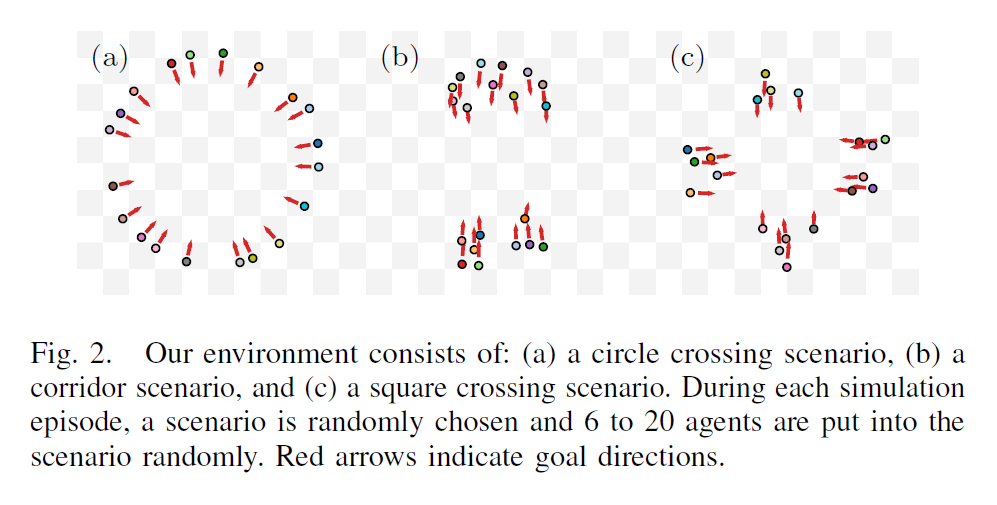 (a) (b) (c)
Fig. 2. Our environment consists of: (a) a circle crossing scenario, (b) a
corridor scenario, and (c) a square crossing scenario. During each simulation
episode, a scenario is randomly chosen and 6 to 20 agents are put into the
scenario randomly. Red arrows indicate goal directions.